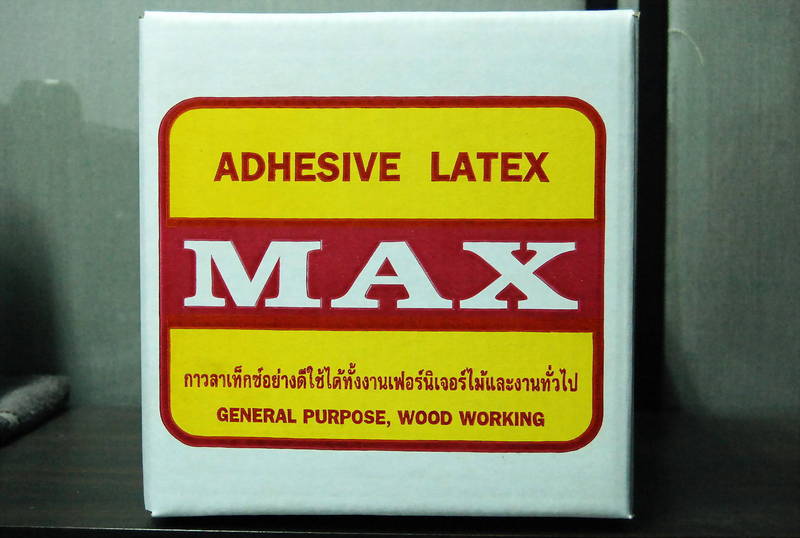 ADHESIVE LATEX
MAX
กาวลาเท็กซ์อย่างดีใช้ได้ทั้งงานเฟอร์นิเจอร์ไม้และงานทั่วไป
GENERAL PURPOSE, WOOD WORKING